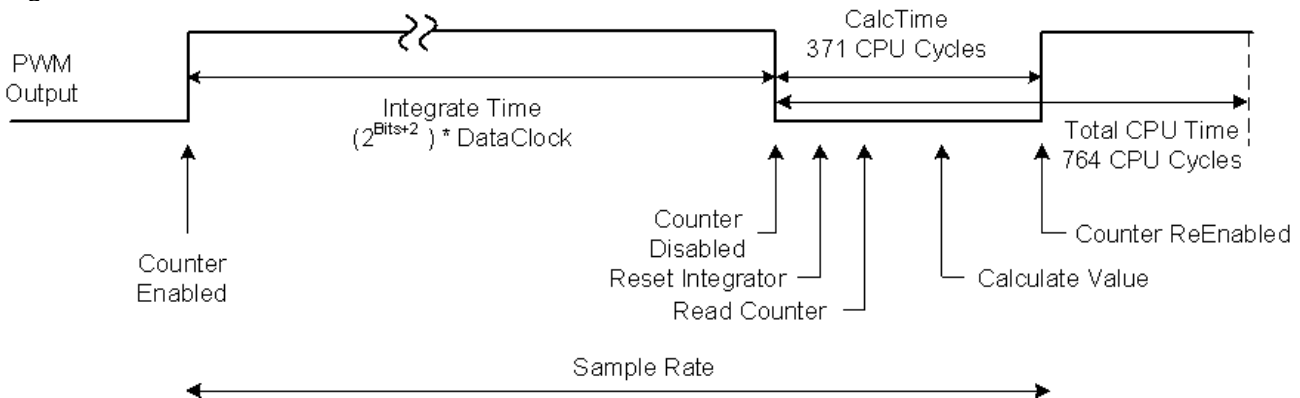 CalcTime
371 CPU Cycles
PWM
Output
Integrate Time
(2^Bits+2 ) * DataClock
Total CPU Time
764 CPU Cycles
Counter
Enabled
Counter
Disabled
Reset Integrator
Read Counter
Calculate Value
Counter ReEnabled
Sample Rate